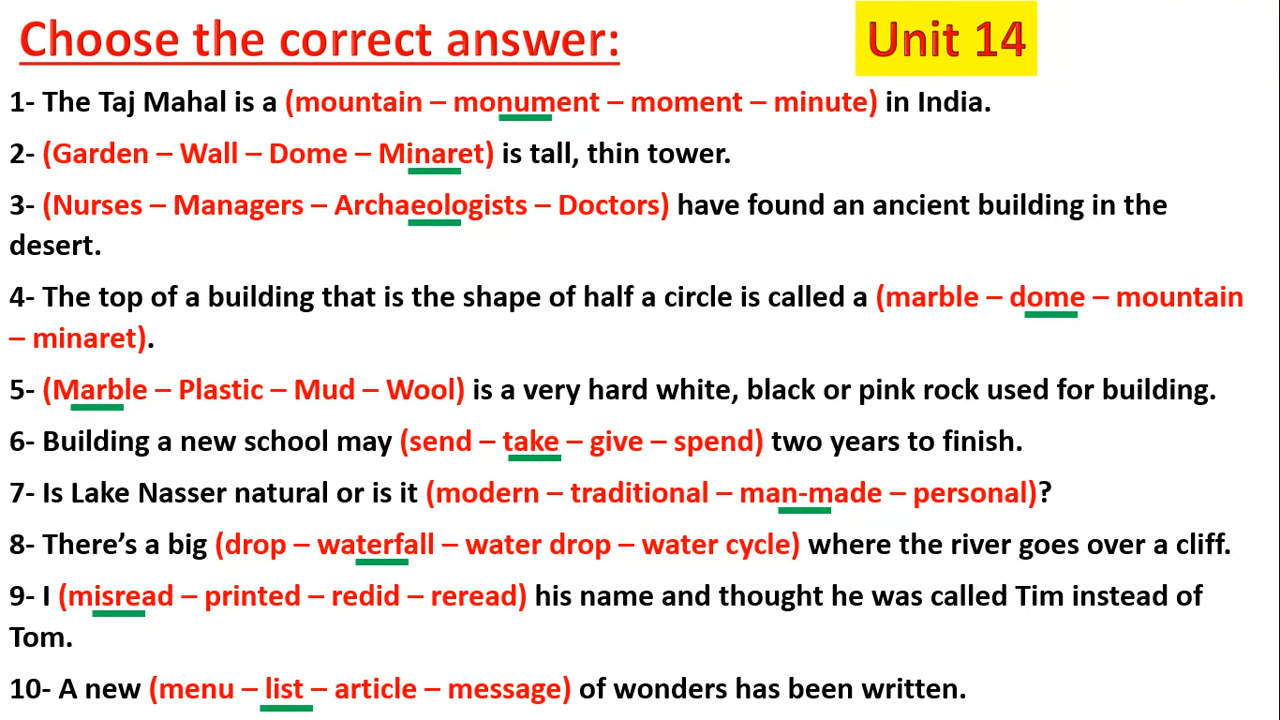 Choose the correct answer: Unit 14
1- The Taj Mahal is a (mountain – monument – moment – minute) in India.
2- (Garden – Wall – Dome – Minaret) is tall, thin tower.
3- (Nurses – Managers – Archaeologists – Doctors) have found an ancient building in the
desert.
4- The top of a building that is the shape of half a circle is called a (marble – dome – mountain
– minaret).
5- (Marble – Plastic – Mud – Wool) is a very hard white, black or pink rock used for building.
6- Building a new school may (send – take – give – spend) two years to finish.
7- Is Lake Nasser natural or is it (modern – traditional – man-made – personal)?
8- There’s a big (drop – waterfall – water drop – water cycle) where the river goes over a cliff.
9- I (misread – printed – redid – reread) his name and thought he was called Tim instead of
Tom.
10- A new (menu – list – article – message) of wonders has been written.